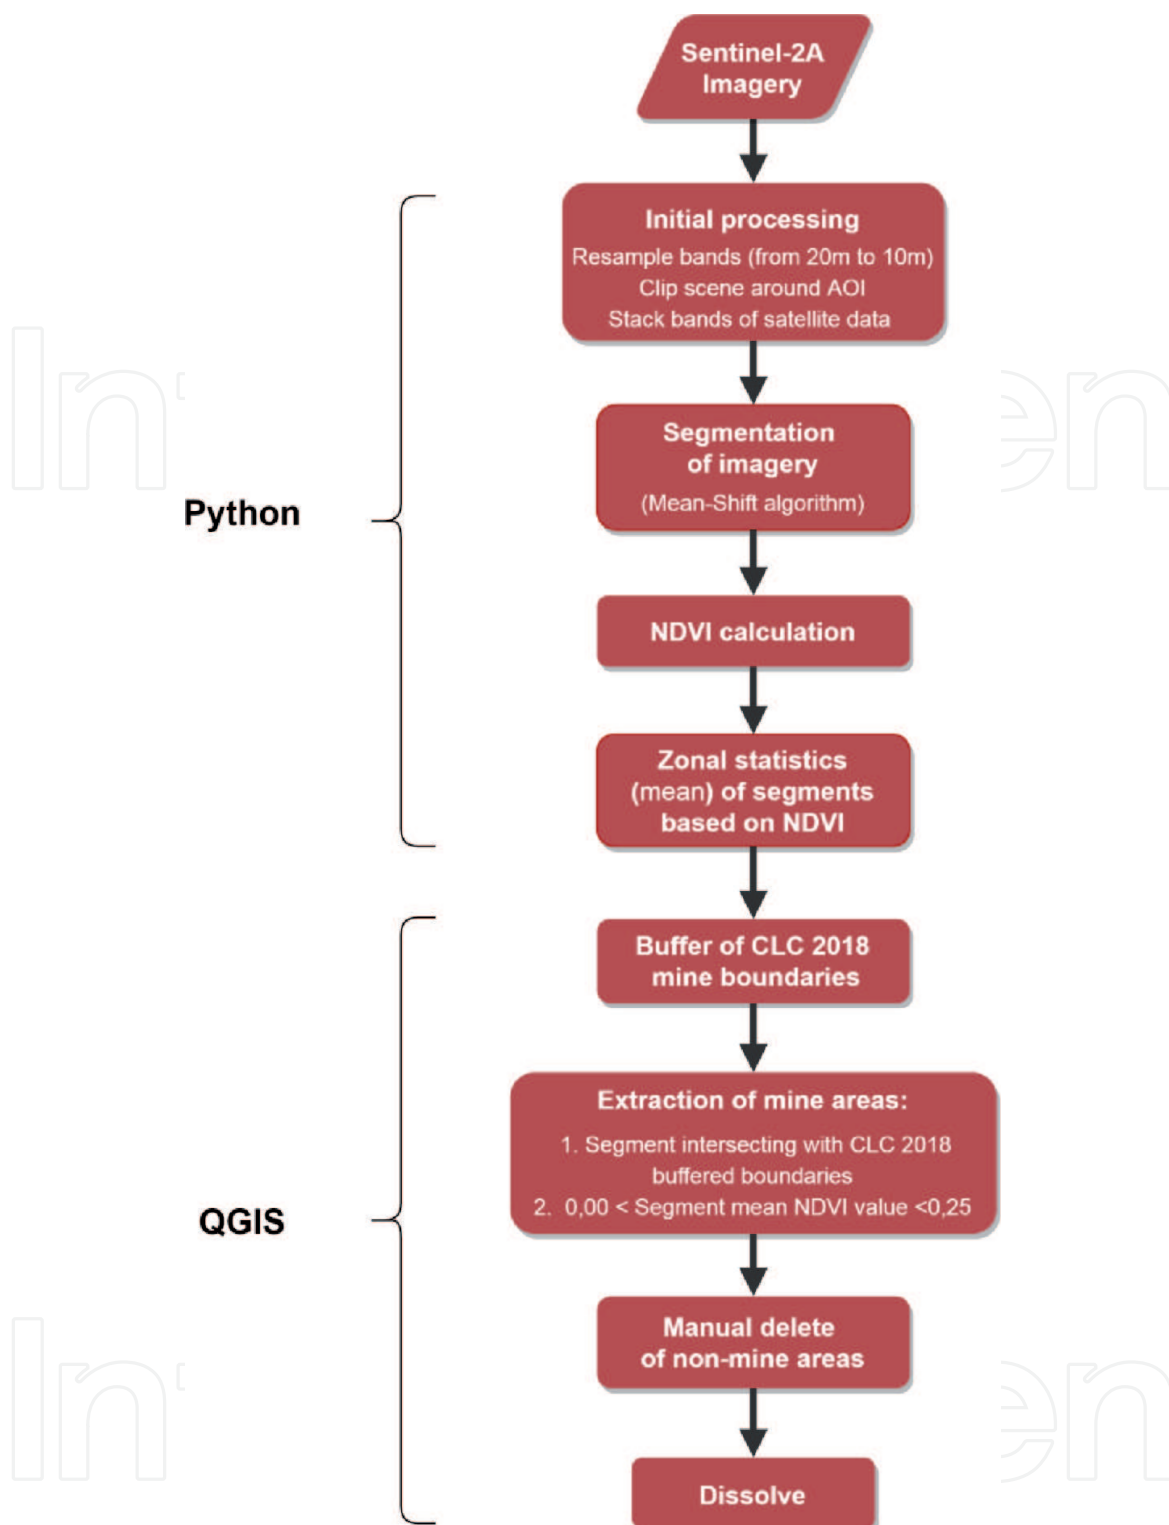 Sentinel-2A
Imagery
Initial processing
Resample bands (from 20m to 10m)
Clip scene around AOI
Stack bands of satellite data
Segmentation
of imagery
(Mean-Shift algorithm)
Python
NDVI calculation
Zonal statistics
(mean) of segments
based on NDVI
Buffer of CLC 2018
mine boundaries
Extraction of mine areas:
1. Segment intersecting with CLC 2018
buffered boundaries
2. 0,00 < Segment mean NDVI value <0,25
QGIS
Manual delete
of non-mine areas
Dissolve